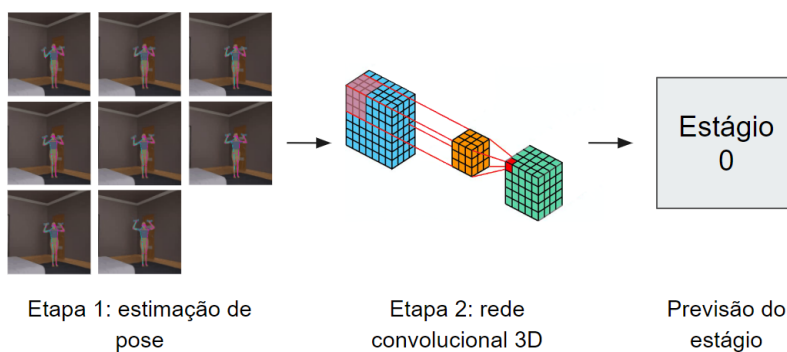 Estágio
0
Etapa 1: estimação de
pose
Etapa 2: rede
convolucional 3D
Previsão do
estágio